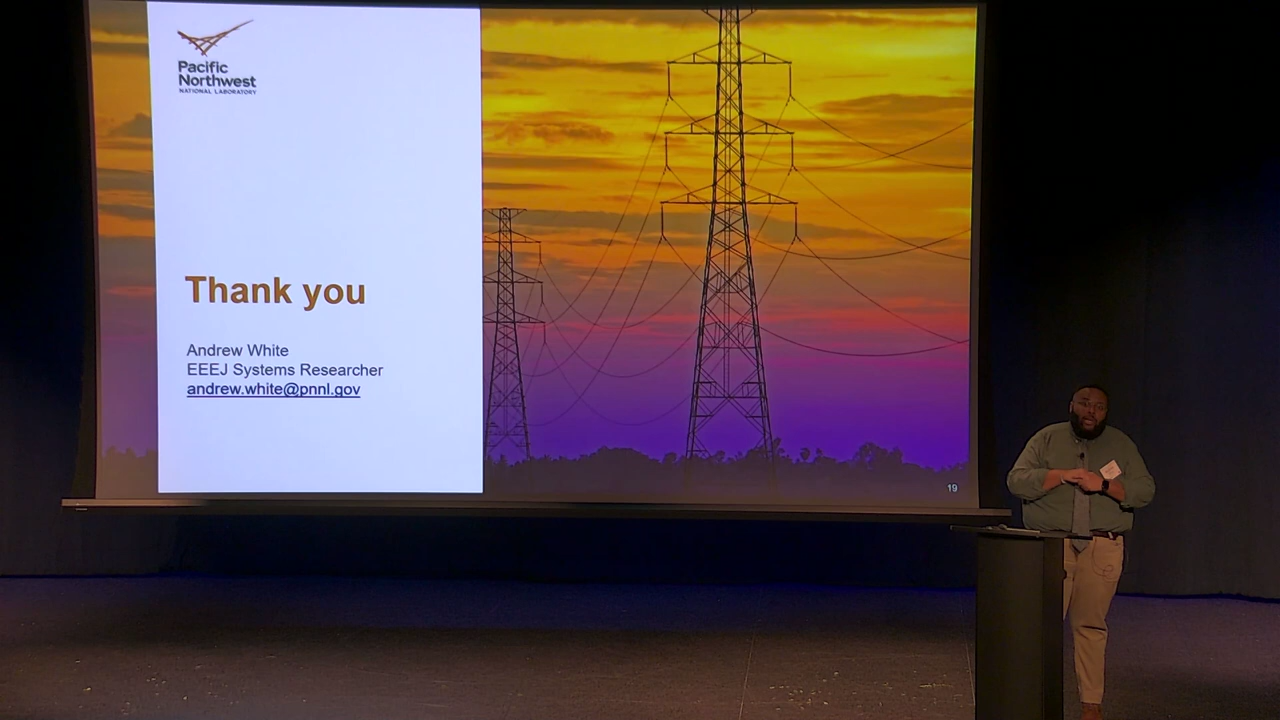 Pacific
Northwest
NATIONAL LABORATORY
Thank you
Andrew White
EEEJ Systems Researcher
andrew.white@pnnl.gov
19